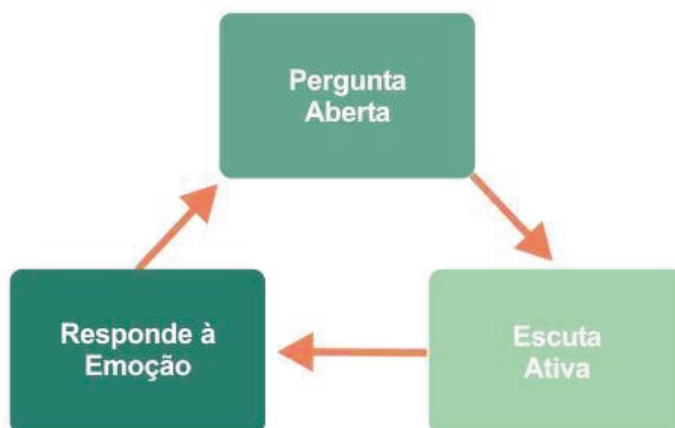 Pergunta
Aberta
Escuta
Ativa
Responde à
Emoção